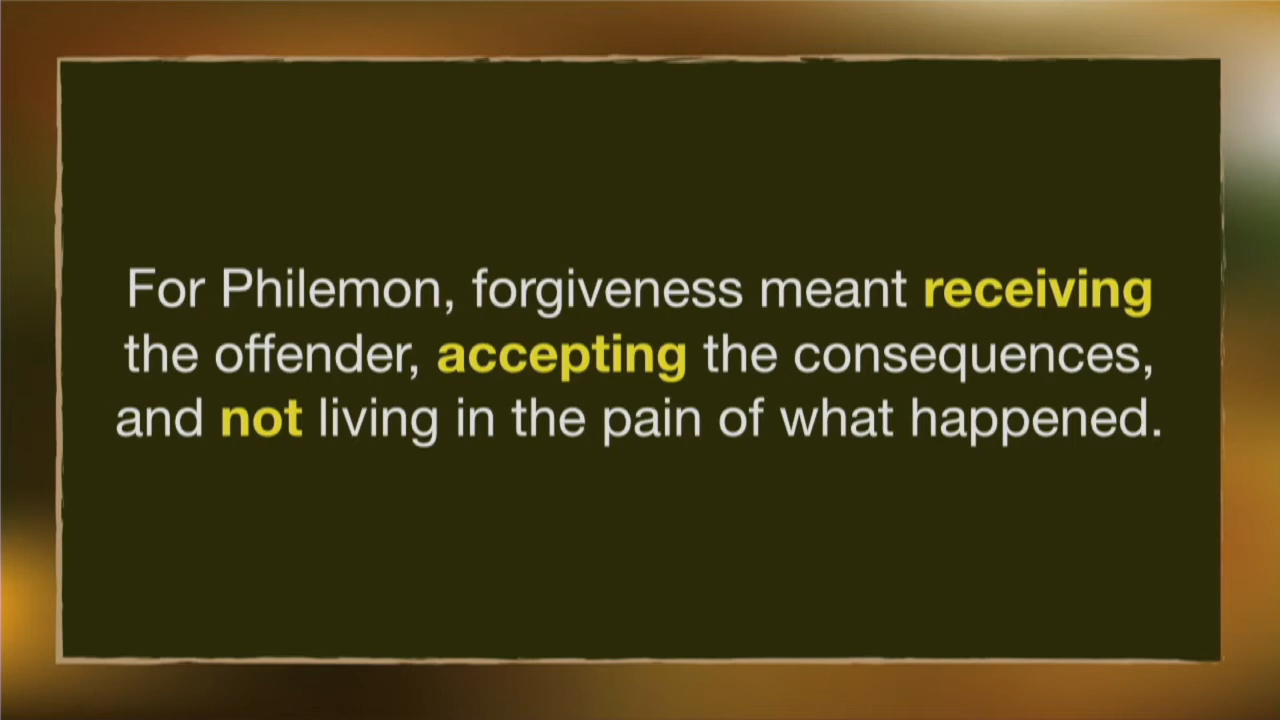 For Philemon, forgiveness meant receiving
the offender, accepting the consequences,
and not living in the pain of what happened.